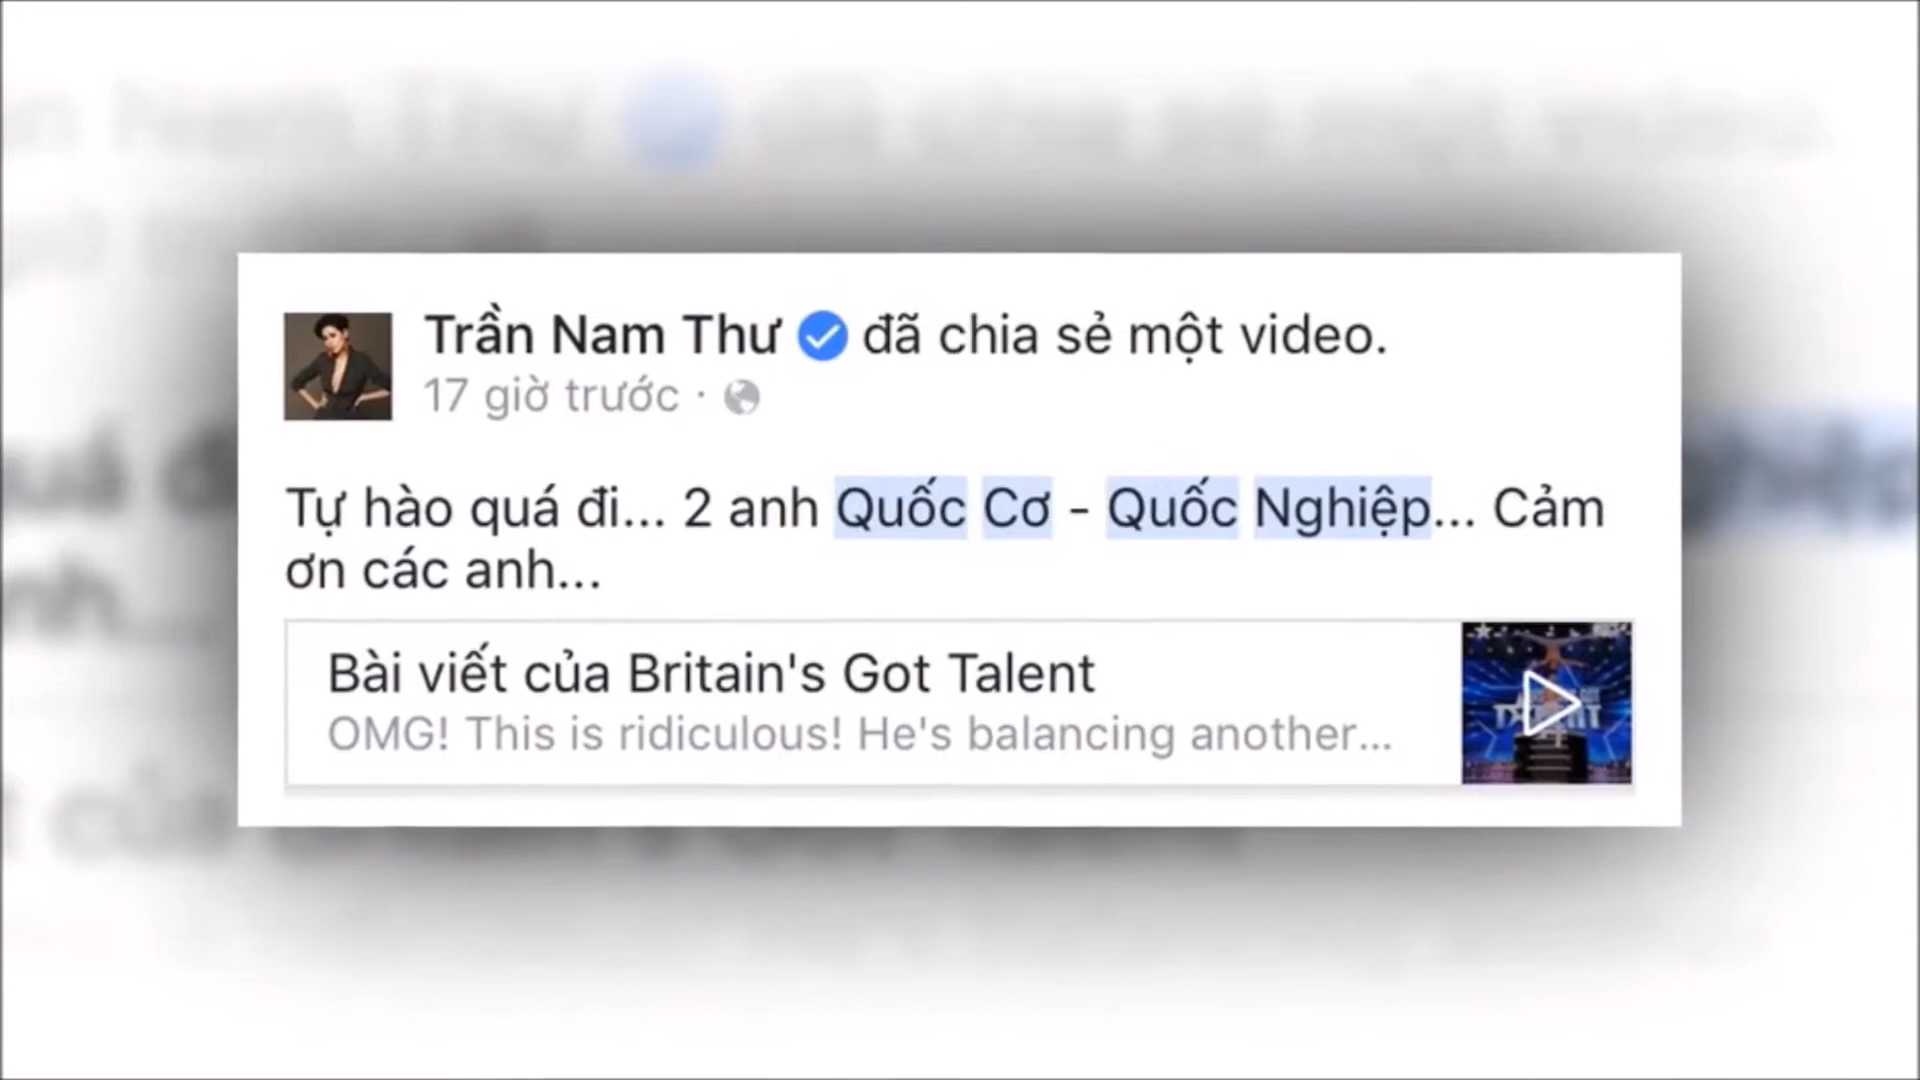 Trần Nam Thư đã chia sẻ một video.
17 giờ trước ·
Tự hào quá đi... 2 anh Quốc Cơ - Quốc Nghiệp... Cảm
ơn các anh...
Bài viết của Britain's Got Talent
OMG! This is ridiculous! He's balancing another...